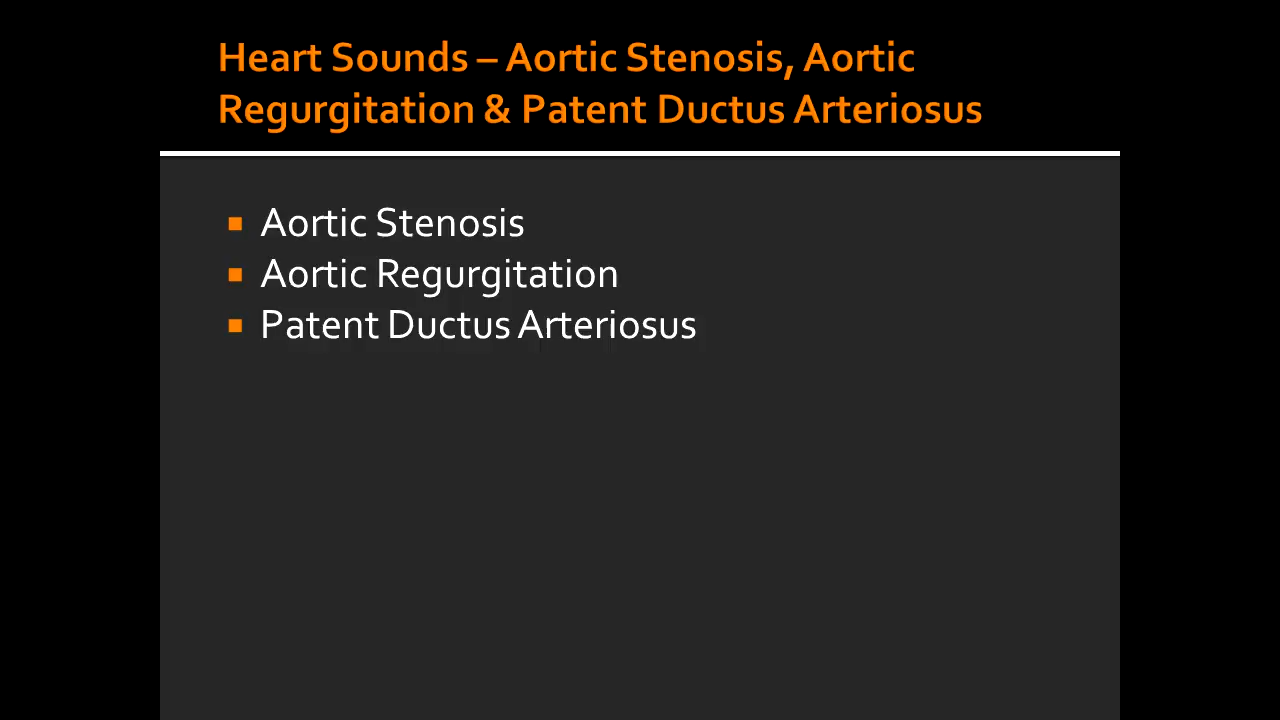 Heart Sounds – Aortic Stenosis, Aortic
Regurgitation & Patent Ductus Arteriosus
Aortic Stenosis
Aortic Regurgitation
Patent Ductus Arteriosus